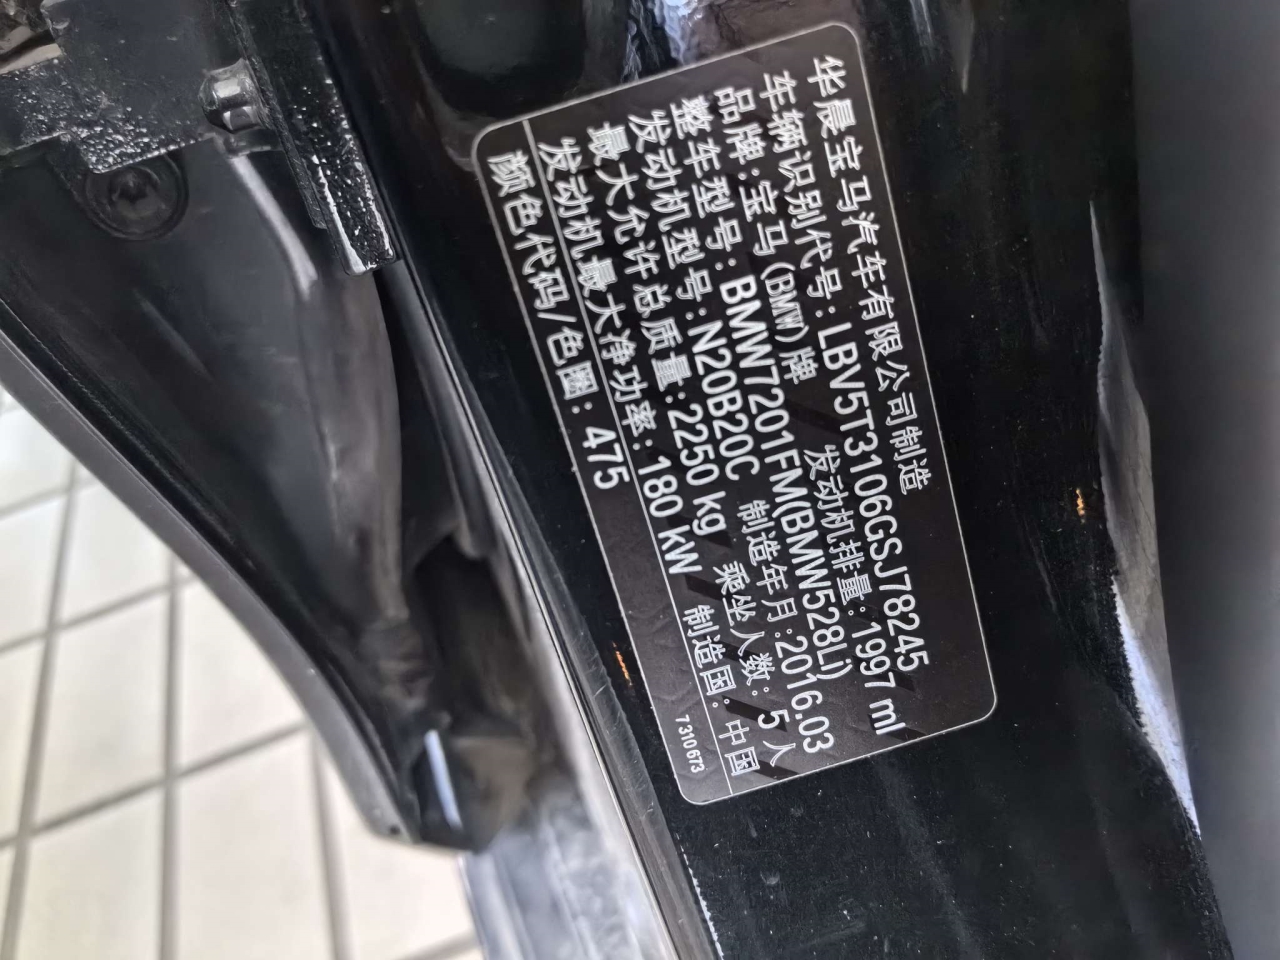 华晨宝马汽车有限公司制造
车辆识别代号:LBV5T3106GSJ78245
品牌:宝马(BMW)牌 发动机排量:1997 ml
整车型号:BMW7201FM(BMW528Li)
发动机型号:N20B20C 制造年月:2016.03
最大允许总质量:2250 kg 乘坐人数:5人
发动机最大净功率:180 kW 制造国:中国
颜色代码/色圈:475 7310673